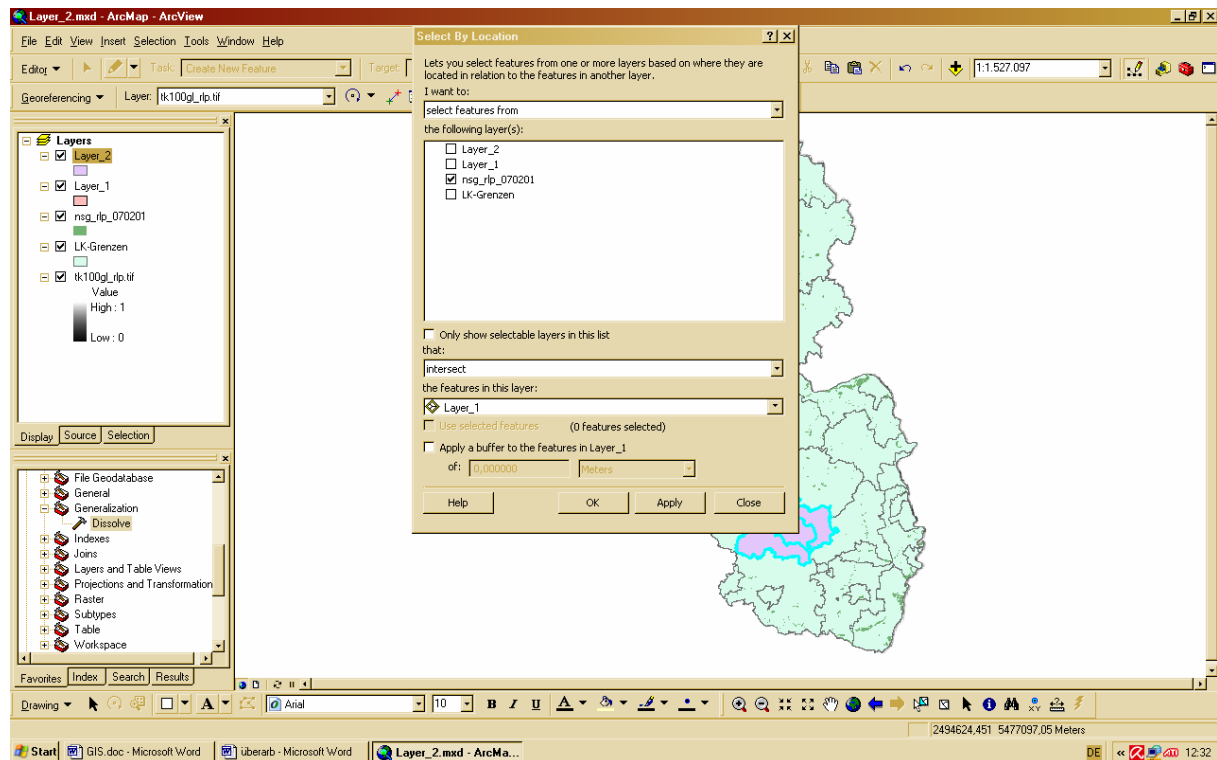 Layer_2.mxd - ArcMap - ArcView
File Edit View Insert Selection Tools Window Help
Editor Task: Create New Feature Target: 1:1.527.097
Georeferencing Layer: tk100gl_rlp.tif
Layers
Layer_2
Layer_1
nsg_rlp_070201
LK-Grenzen
tk100gl_rlp.tif
Value
High : 1
Low : 0
Display Source Selection
File Geodatabase
General
Generalization
Dissolve
Indexes
Joins
Layers and Table Views
Projections and Transformation
Raster
Subtypes
Table
Workspace
Favorites Index Search Results
Select By Location
Lets you select features from one or more layers based on where they are
located in relation to the features in another layer.
I want to:
select features from
the following layer(s):
Layer_2
Layer_1
nsg_rlp_070201
LK-Grenzen
Only show selectable layers in this list
that:
intersect
the features in this layer:
Layer_1
Use selected features (0 features selected)
Apply a buffer to the features in Layer_1
of: 0,000000 Meters
Help OK Apply Close
Drawing A Arial 10 B I U A
2494624,451 5477097,05 Meters
Start GIS.doc - Microsoft Word überarb - Microsoft Word Layer_2.mxd - ArcMa... DE « 12:32